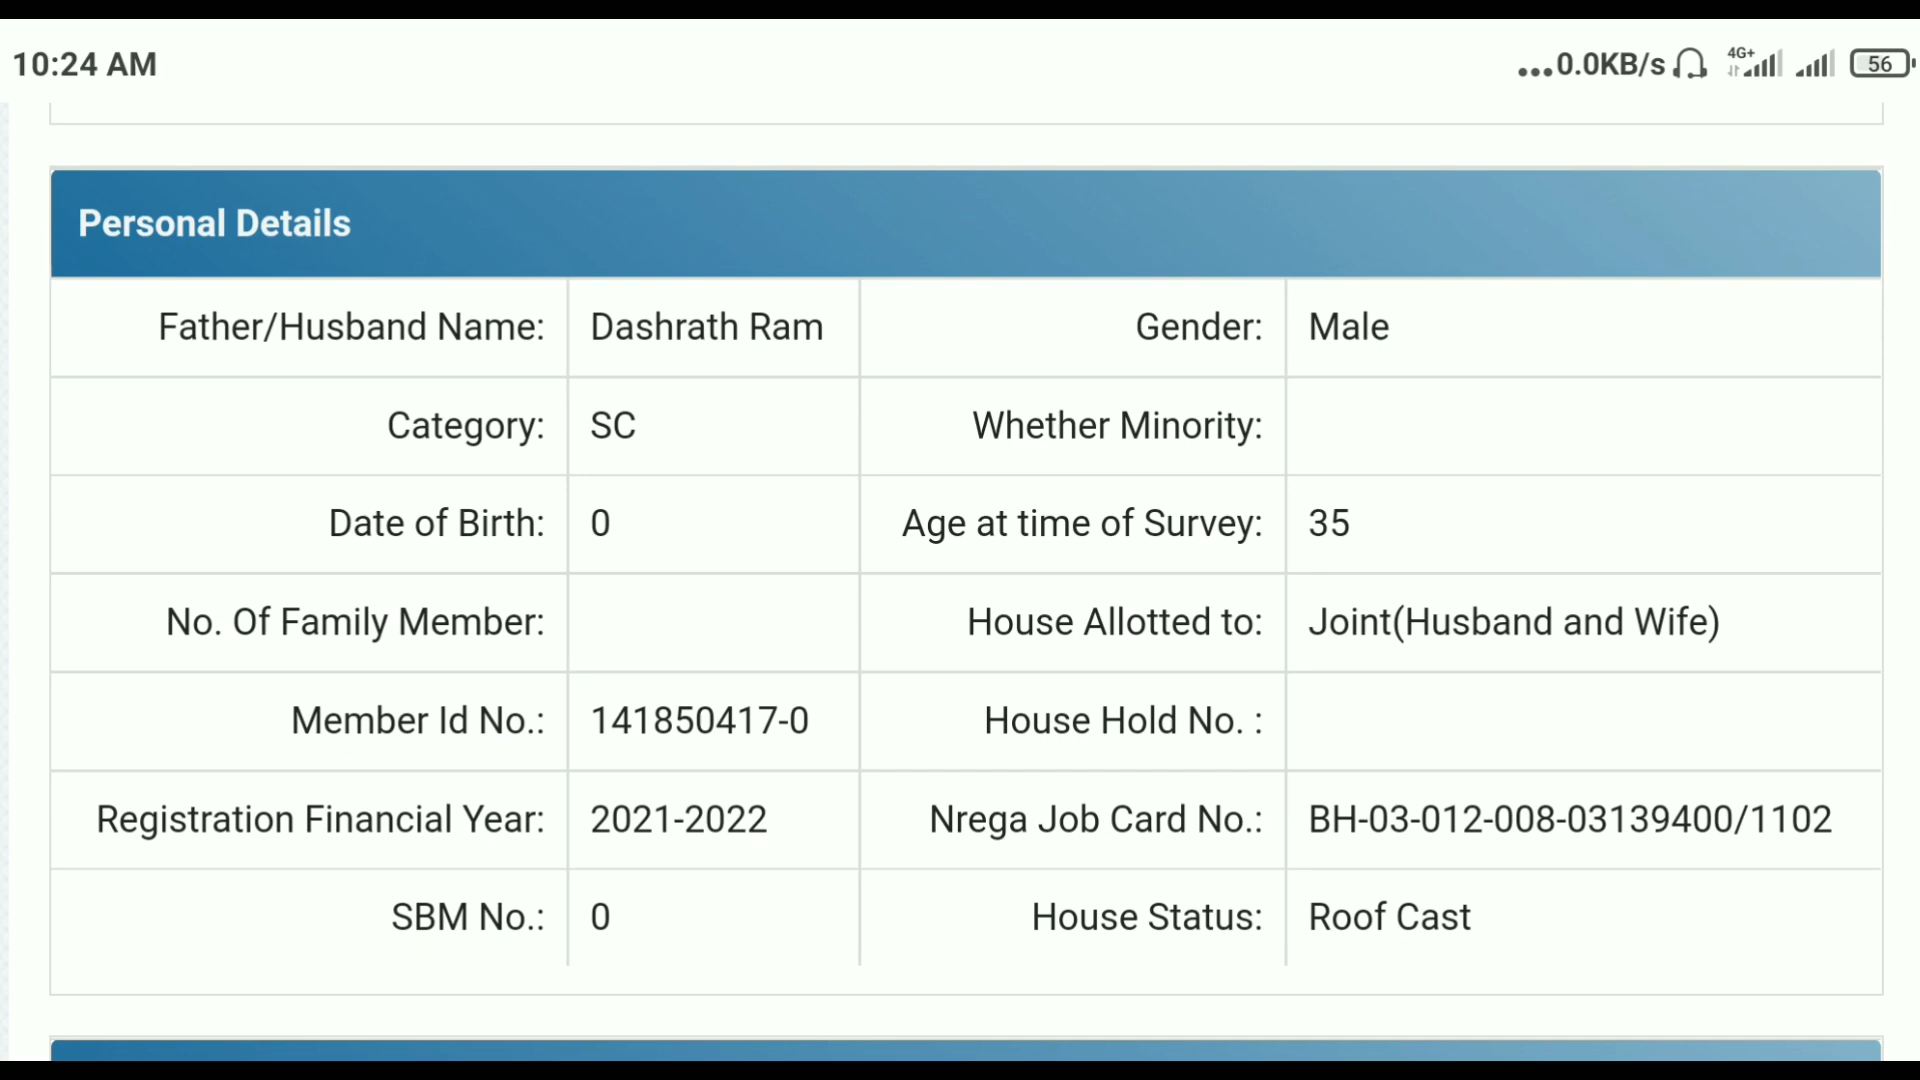 10:24 AM
...0.0KB/s 4G+ 56
Personal Details
Father/Husband Name: Dashrath Ram Gender: Male
Category: SC Whether Minority:
Date of Birth: 0 Age at time of Survey: 35
No. Of Family Member: House Allotted to: Joint(Husband and Wife)
Member Id No.: 141850417-0 House Hold No. :
Registration Financial Year: 2021-2022 Nrega Job Card No.: BH-03-012-008-03139400/1102
SBM No.: 0 House Status: Roof Cast